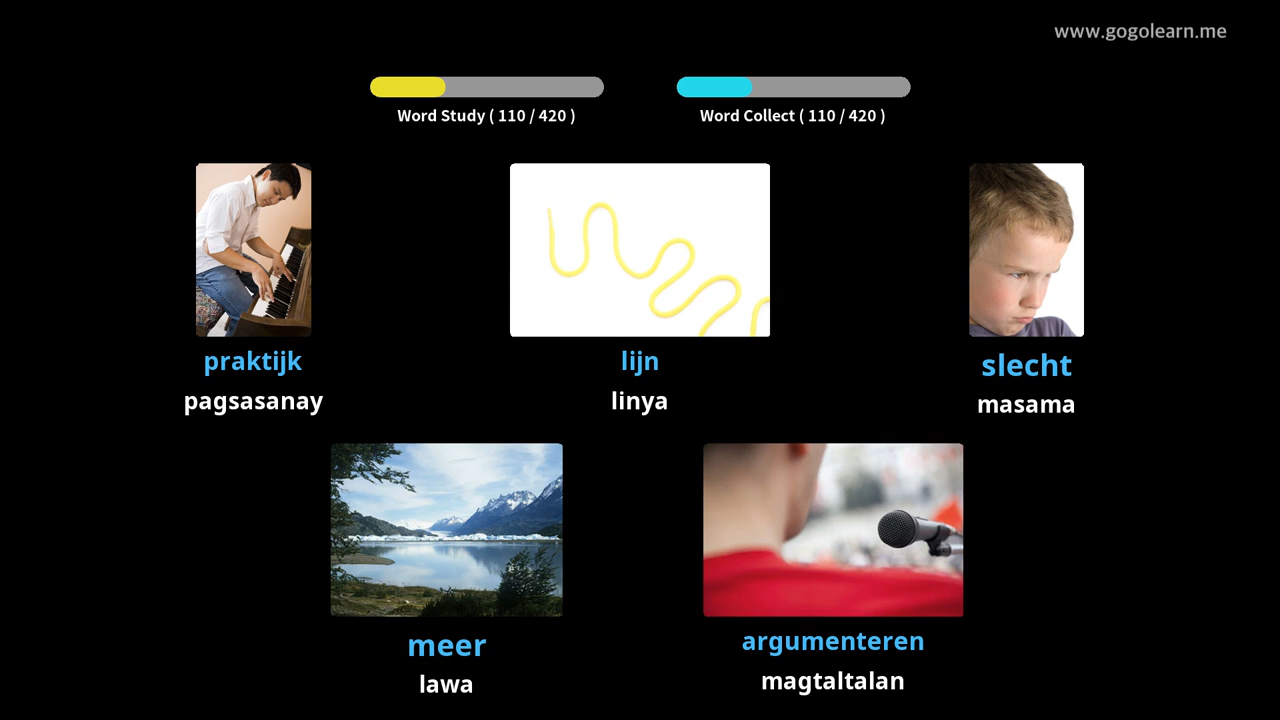 www.gogolearn.me
Word Study ( 110 / 420 )
Word Collect ( 110 / 420 )
praktijk
pagsasanay
lijn
linya
slecht
masama
meer
lawa
argumenteren
magtaltalan